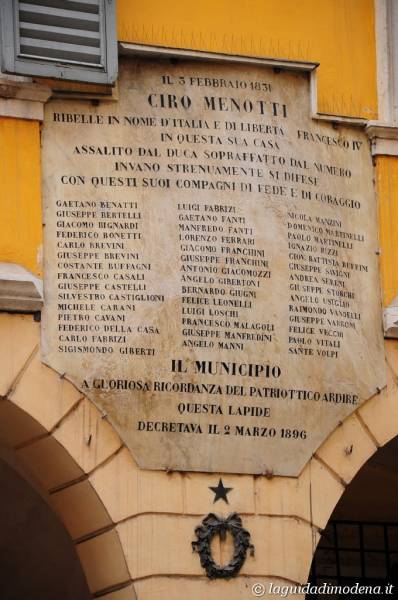 IL 3 FEBBRAIO 1831
CIRO MENOTTI
RIBELLE IN NOME D'ITALIA E DI LIBERTÀ FRANCESCO IV
IN QUESTA SUA CASA
ASSALITO DAL DUCA SOPRAFFATTO DAL NUMERO
INVANO STRENUAMENTE SI DIFESE
CON QUESTI SUOI COMPAGNI DI FEDE E DI CORAGGIO
GAETANO BENATTI
GIUSEPPE BERTELLI
GIACOMO BIGNARDI
FEDERICO BONETTI
CARLO BREVINI
GIUSEPPE BREVINI
COSTANTE BUFFAGNI
FRANCESCO CASALI
GIUSEPPE CASTELLI
SILVESTRO CASTIGLIONI
MICHELE CARANI
PIETRO CAVANI
FEDERICO DELLA CASA
CARLO FABRIZI
SIGISMONDO GIBERTI
LUIGI FABRIZI
GAETANO FANTI
MANFREDO FANTI
LORENZO FERRARI
GIACOMO FRANCHINI
GIUSEPPE FRANCHINI
ANTONIO GIACOMOZZI
ANGELO GIBERTONI
BERNARDO GIUGNI
FELICE LEONELLI
LUIGI LOSCHI
FRANCESCO MALAGOLI
GIUSEPPE MANFREDINI
ANGELO MANNI
NICOLA MANZINI
DOMENICO MARTINELLI
PAOLO MARTINELLI
IGNAZIO RIZZI
GIOV. BATTISTA RUFFINI
GIUSEPPE SAVIGNI
ANDREA SERENI
GIUSEPPE STORCHI
ANGELO USIGLIO
RAIMONDO VANDELLI
GIUSEPPE VARRONI
FELICE VECCHI
PAOLO VITALI
SANTE VOLPI
IL MUNICIPIO
A GLORIOSA RICORDANZA DEL PATRIOTTICO ARDIRE
QUESTA LAPIDE
DECRETAVA IL 2 MARZO 1896
© laguidadimodena.it